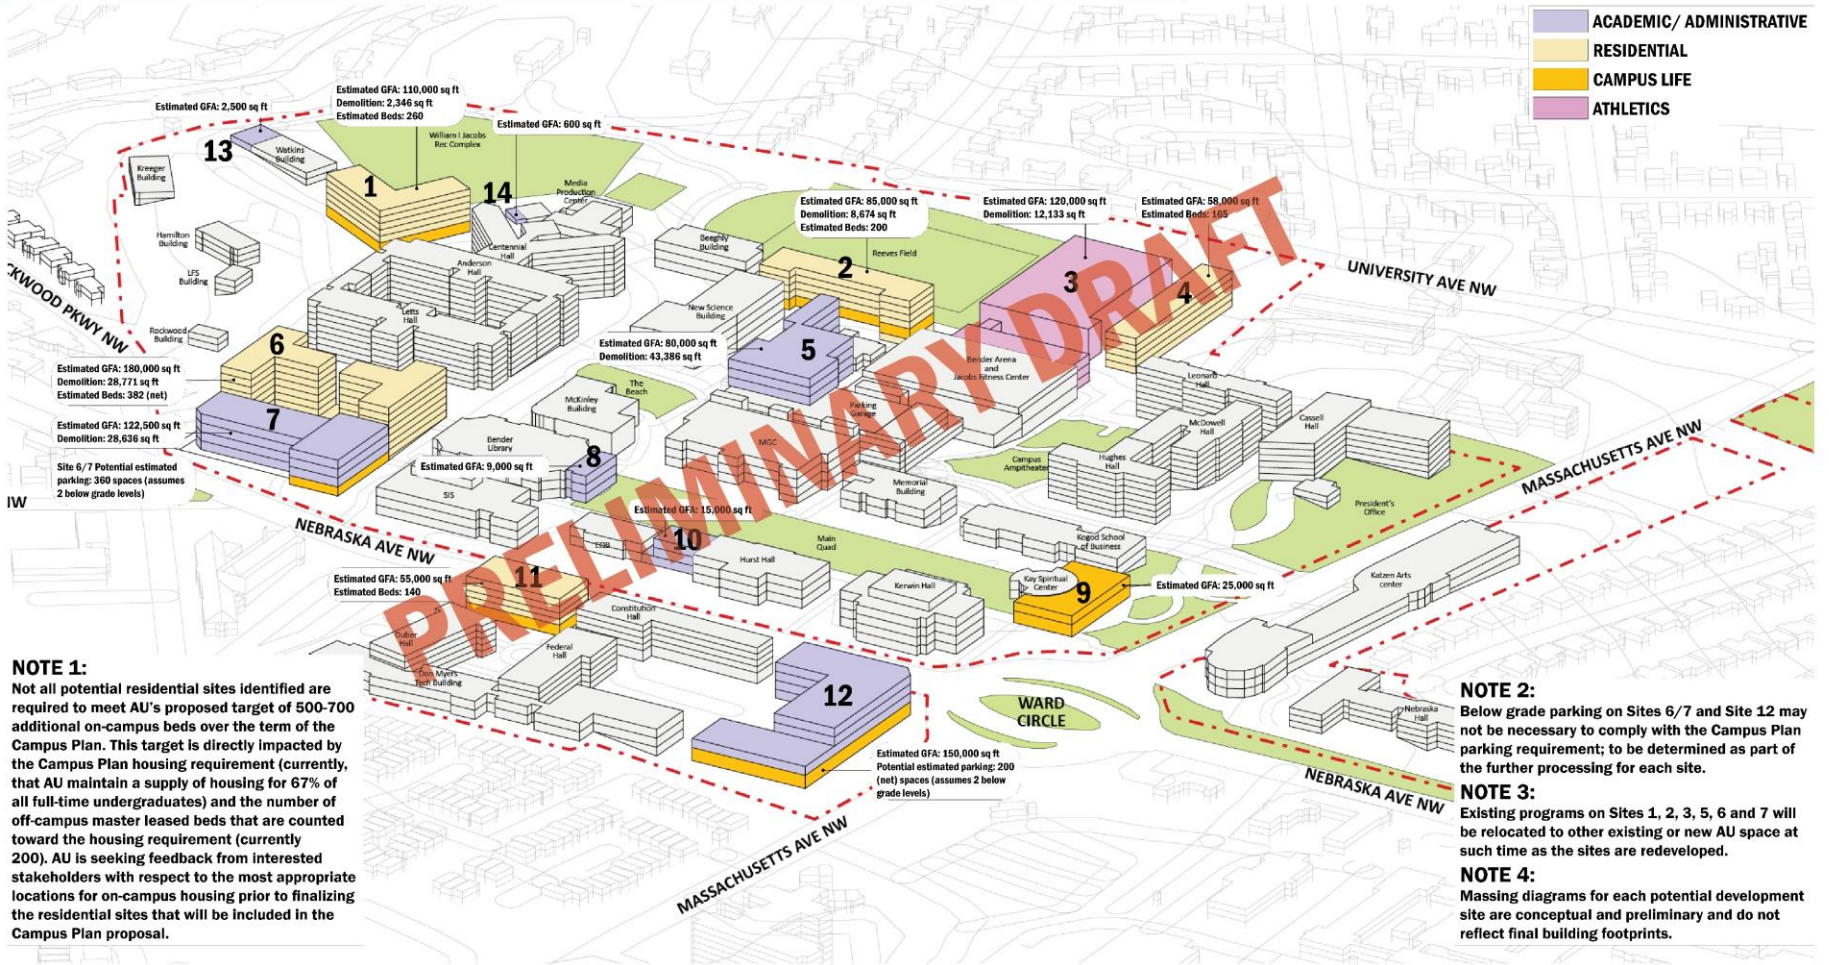 ACADEMIC/ ADMINISTRATIVE
RESIDENTIAL
CAMPUS LIFE
ATHLETICS
Estimated GFA: 2,500 sq ft
13
Watkins
Building
Kreeger
Building
Estimated GFA: 110,000 sq ft
Demolition: 2,346 sq ft
Estimated Beds: 260
1
William I Jacobs
Rec Complex
Estimated GFA: 600 sq ft
14
Media
Production
Center
Centennial
Hall
Anderson
Hall
Letts
Hall
Hamilton
Building
LFS
Building
Rockwood
Building
CKWOOD PKWY NW
Beeghly
Building
Estimated GFA: 85,000 sq ft
Demolition: 8,674 sq ft
Estimated Beds: 200
2
Reeves Field
Estimated GFA: 120,000 sq ft
Demolition: 12,133 sq ft
3
Estimated GFA: 58,000 sq ft
Estimated Beds: 165
4
UNIVERSITY AVE NW
New Science
Building
Estimated GFA: 80,000 sq ft
Demolition: 43,386 sq ft
5
Bender Arena
and
Jacobs Fitness Center
Parking
Garage
Leonard
Hall
McDowell
Hall
Cassell
Hall
Hughes
Hall
Campus
Ampitheater
President's
Office
MASSACHUSETTS AVE NW
6
Estimated GFA: 180,000 sq ft
Demolition: 28,771 sq ft
Estimated Beds: 382 (net)
7
Estimated GFA: 122,500 sq ft
Demolition: 28,636 sq ft
Site 6/7 Potential estimated
parking: 360 spaces (assumes
2 below grade levels)
NW
The
Beach
McKinley
Buildng
Bender
Library
Estimated GFA: 9,000 sq ft
8
SIS
MGC
Memorial
Building
NEBRASKA AVE NW
Estimated GFA: 15,000 sq ft
EQB
10
Hurst Hall
Main
Quad
Kogod School
of Business
Kerwin Hall
Kay Spiritual
Center
9
Estimated GFA: 25,000 sq ft
Katzen Arts
center
Estimated GFA: 55,000 sq ft
Estimated Beds: 140
11
Constitution
Hall
Duber
Hall
Federal
Hall
Don Myers
Tech Building
12
Estimated GFA: 150,000 sq ft
Potential estimated parking: 200
(net) spaces (assumes 2 below
grade levels)
WARD
CIRCLE
Nebraska
Hall
NEBRASKA AVE NW
MASSACHUSETTS AVE NW
PRELIMINARY DRAFT
NOTE 1:
Not all potential residential sites identified are
required to meet AU's proposed target of 500-700
additional on-campus beds over the term of the
Campus Plan. This target is directly impacted by
the Campus Plan housing requirement (currently,
that AU maintain a supply of housing for 67% of
all full-time undergraduates) and the number of
off-campus master leased beds that are counted
toward the housing requirement (currently
200). AU is seeking feedback from interested
stakeholders with respect to the most appropriate
locations for on-campus housing prior to finalizing
the residential sites that will be included in the
Campus Plan proposal.
NOTE 2:
Below grade parking on Sites 6/7 and Site 12 may
not be necessary to comply with the Campus Plan
parking requirement; to be determined as part of
the further processing for each site.
NOTE 3:
Existing programs on Sites 1, 2, 3, 5, 6 and 7 will
be relocated to other existing or new AU space at
such time as the sites are redeveloped.
NOTE 4:
Massing diagrams for each potential development
site are conceptual and preliminary and do not
reflect final building footprints.